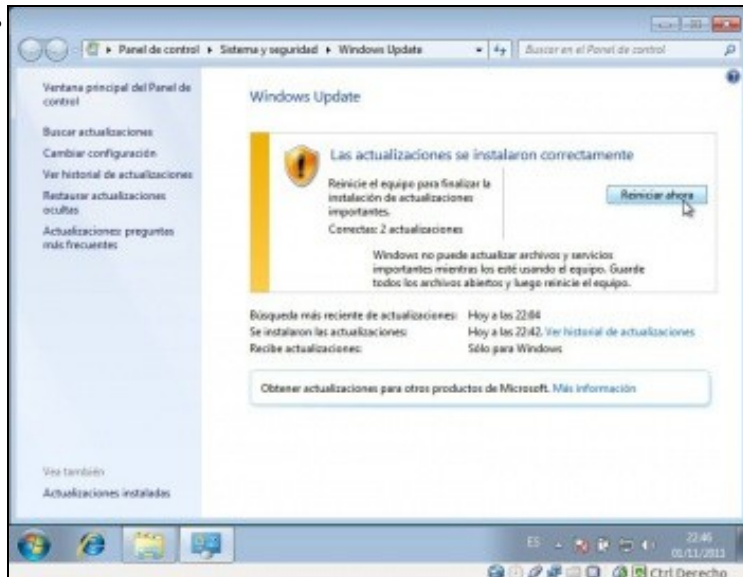 Panel de control ▸ Sistema y seguridad ▸ Windows Update
Buscar en el Panel de control
Ventana principal del Panel de
control
Buscar actualizaciones
Cambiar configuración
Ver historial de actualizaciones
Restaurar actualizaciones
ocultas
Actualizaciones: preguntas
más frecuentes
Vea también
Actualizaciones instaladas
Windows Update
Las actualizaciones se instalaron correctamente
Reinicie el equipo para finalizar la
instalación de actualizaciones
importantes.
Correctas: 2 actualizaciones
Reiniciar ahora
Windows no puede actualizar archivos y servicios
importantes mientras los esté usando el equipo. Guarde
todos los archivos abiertos y luego reinicie el equipo.
Búsqueda más reciente de actualizaciones: Hoy a las 22:04
Se instalaron las actualizaciones: Hoy a las 22:42. Ver historial de actualizaciones
Recibe actualizaciones: Sólo para Windows
Obtener actualizaciones para otros productos de Microsoft. Más información
ES
22:46
01/11/2011
Ctrl Derecho